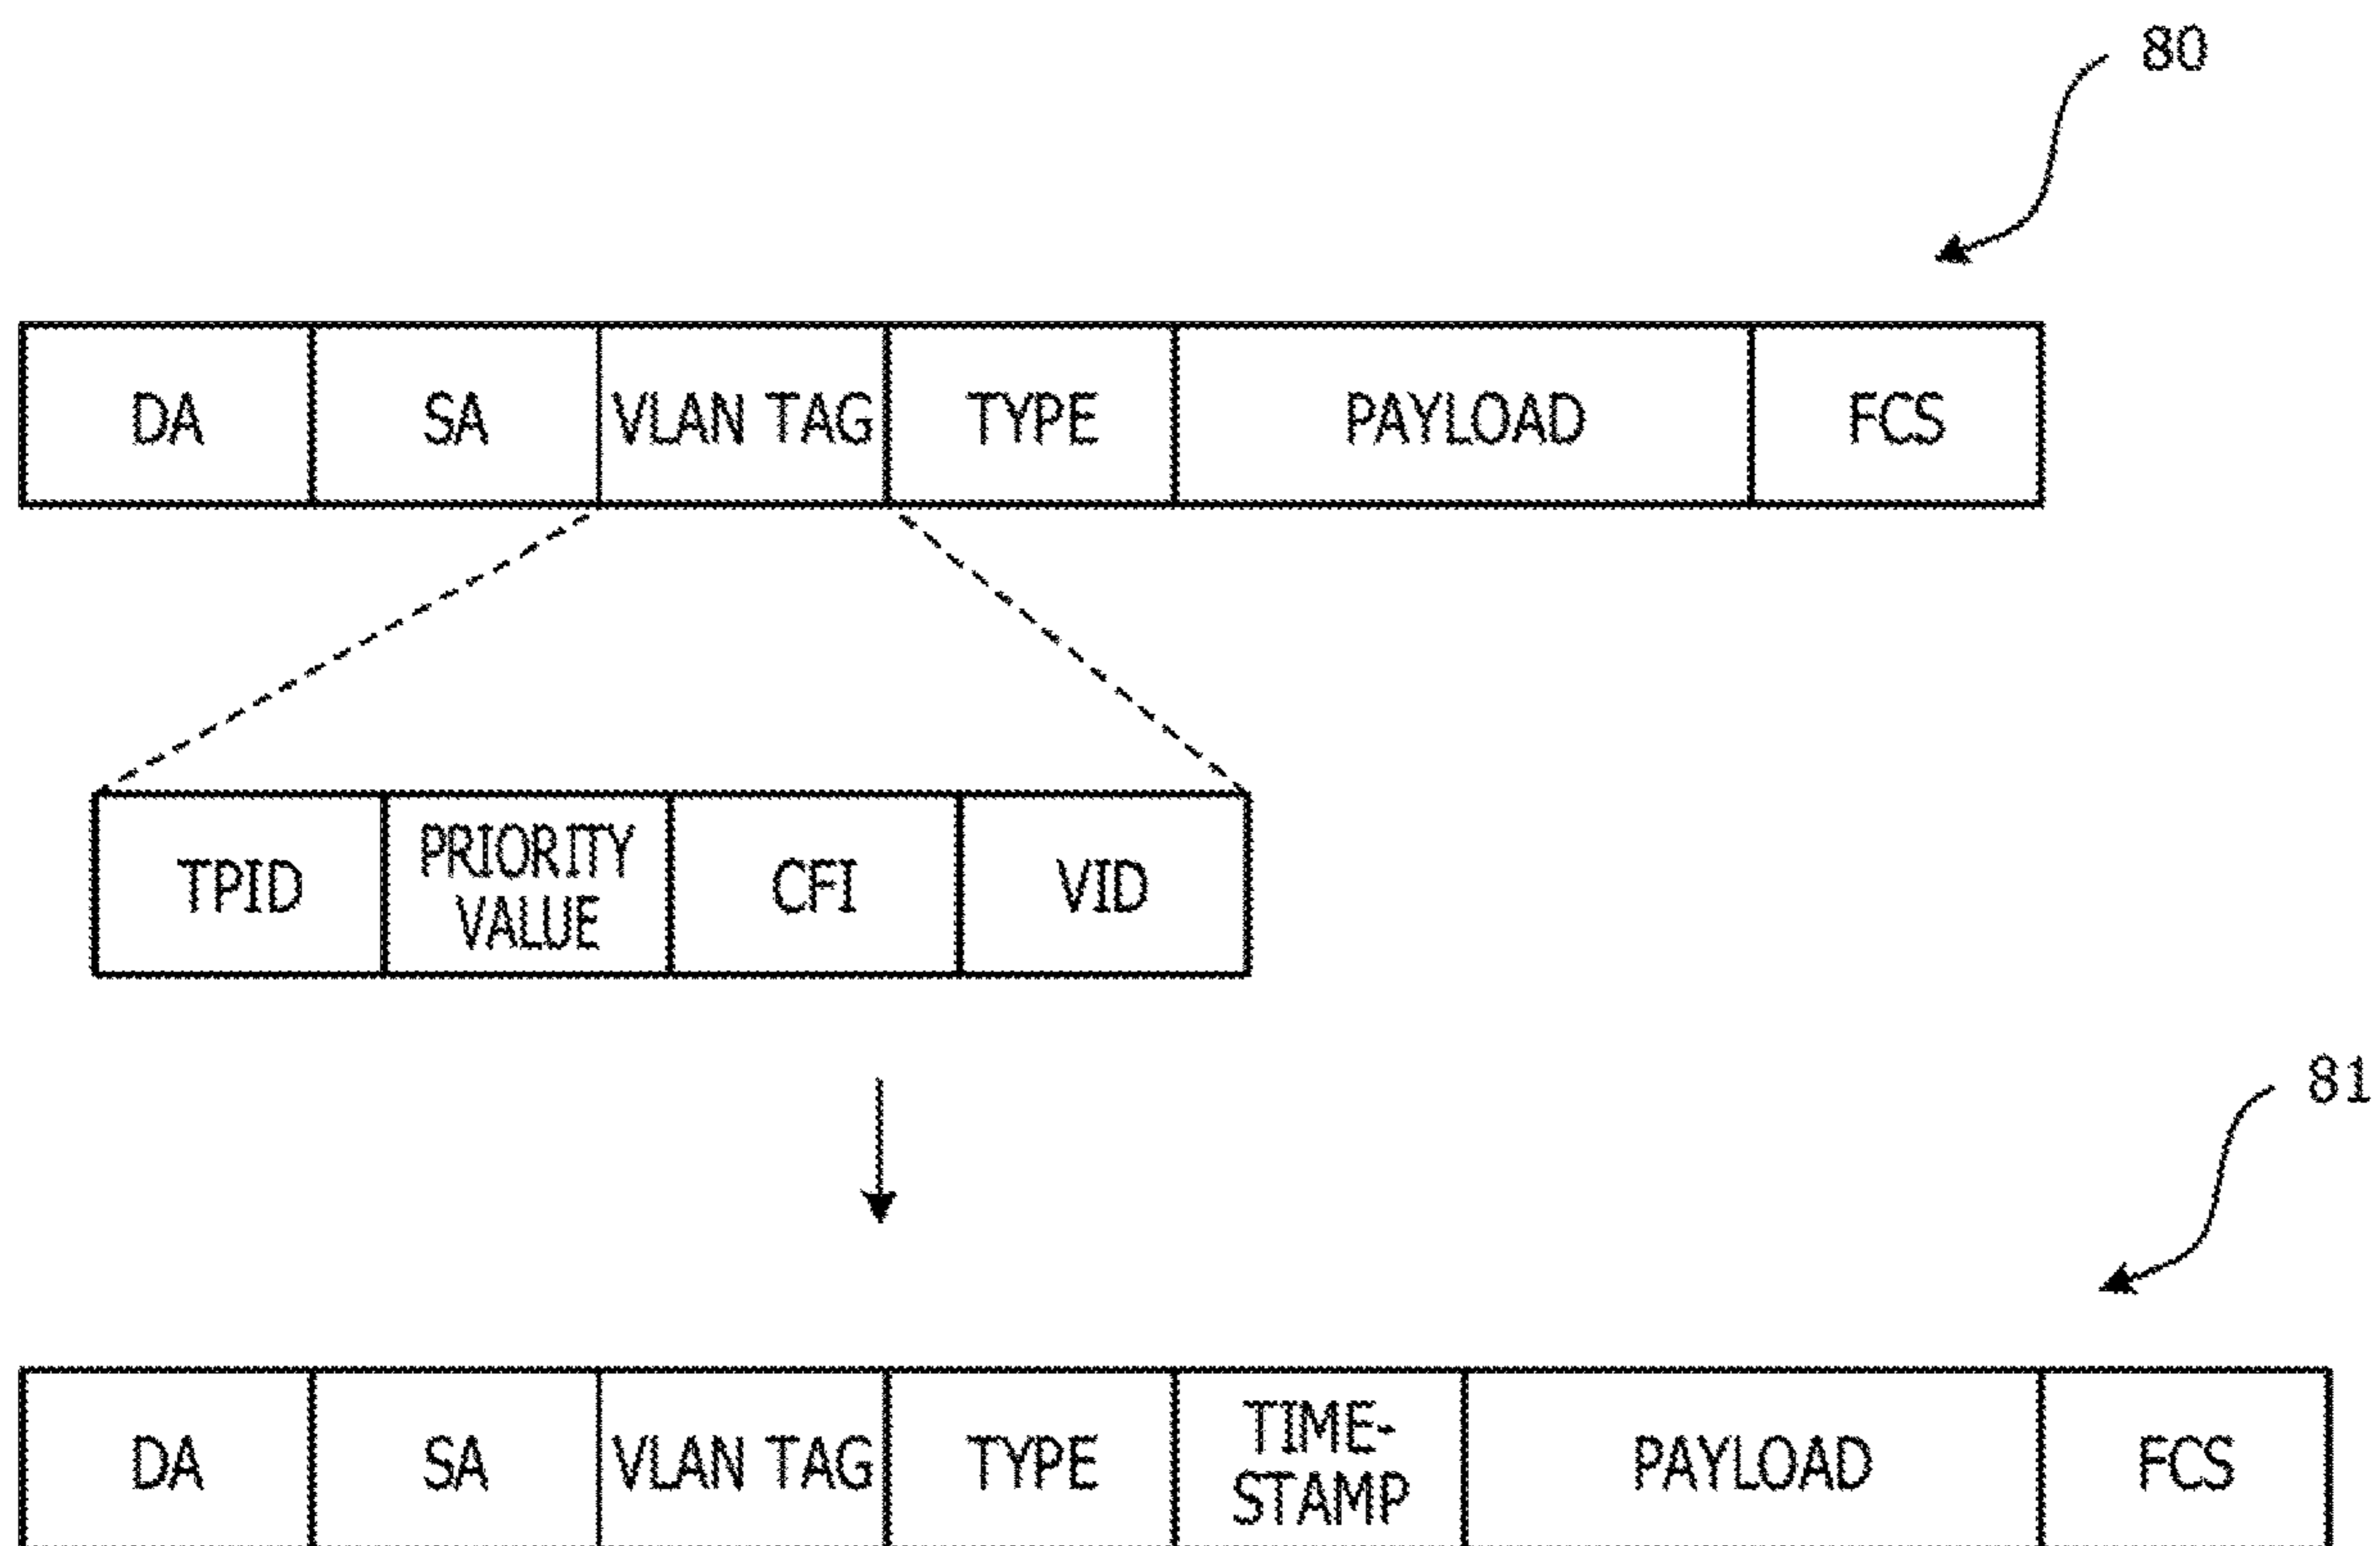 80
DA SA VLAN TAG TYPE PAYLOAD FCS
TPID PRIORITY VALUE CFI VID
81
DA SA VLAN TAG TYPE TIME-STAMP PAYLOAD FCS